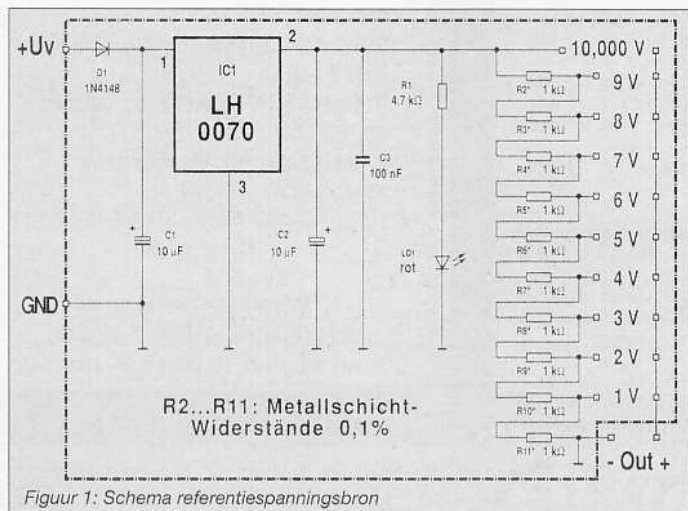 +Uv
D1
1N4148
1
IC1
LH
0070
2
3
C1
10 µF
C2
10 µF
C3
100 nF
R1
4.7 kΩ
LD1
rot
GND
10,000 V
R2* 1 kΩ
9 V
R3* 1 kΩ
8 V
R4* 1 kΩ
7 V
R5* 1 kΩ
6 V
R6* 1 kΩ
5 V
R7* 1 kΩ
4 V
R8* 1 kΩ
3 V
R9* 1 kΩ
2 V
R10* 1 kΩ
1 V
R11* 1 kΩ
- Out +
R2...R11: Metallschicht-
Widerstände 0,1%
Figuur 1: Schema referentiespanningsbron